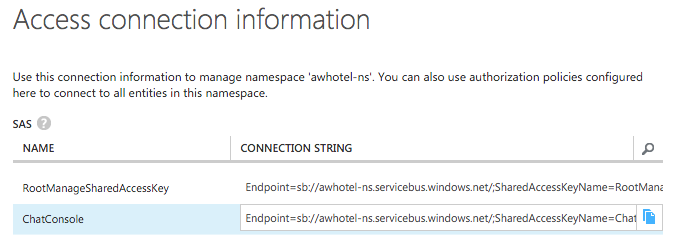 Access connection information
Use this connection information to manage namespace 'awhotel-ns'. You can also use authorization policies configured
here to connect to all entities in this namespace.
SAS ?
NAME CONNECTION STRING
RootManageSharedAccessKey Endpoint=sb://awhotel-ns.servicebus.windows.net/;SharedAccessKeyName=RootMana
ChatConsole Endpoint=sb://awhotel-ns.servicebus.windows.net/;SharedAccessKeyName=Chat